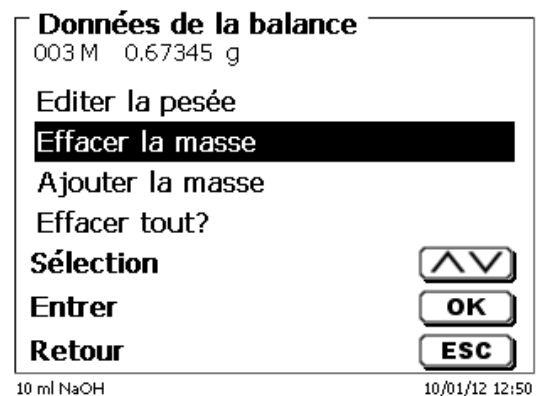 Données de la balance
003 M 0.67345 g
Editer la pesée
Effacer la masse
Ajouter la masse
Effacer tout?
Sélection
Entrer OK
Retour ESC
10 ml NaOH 10/01/12 12:50